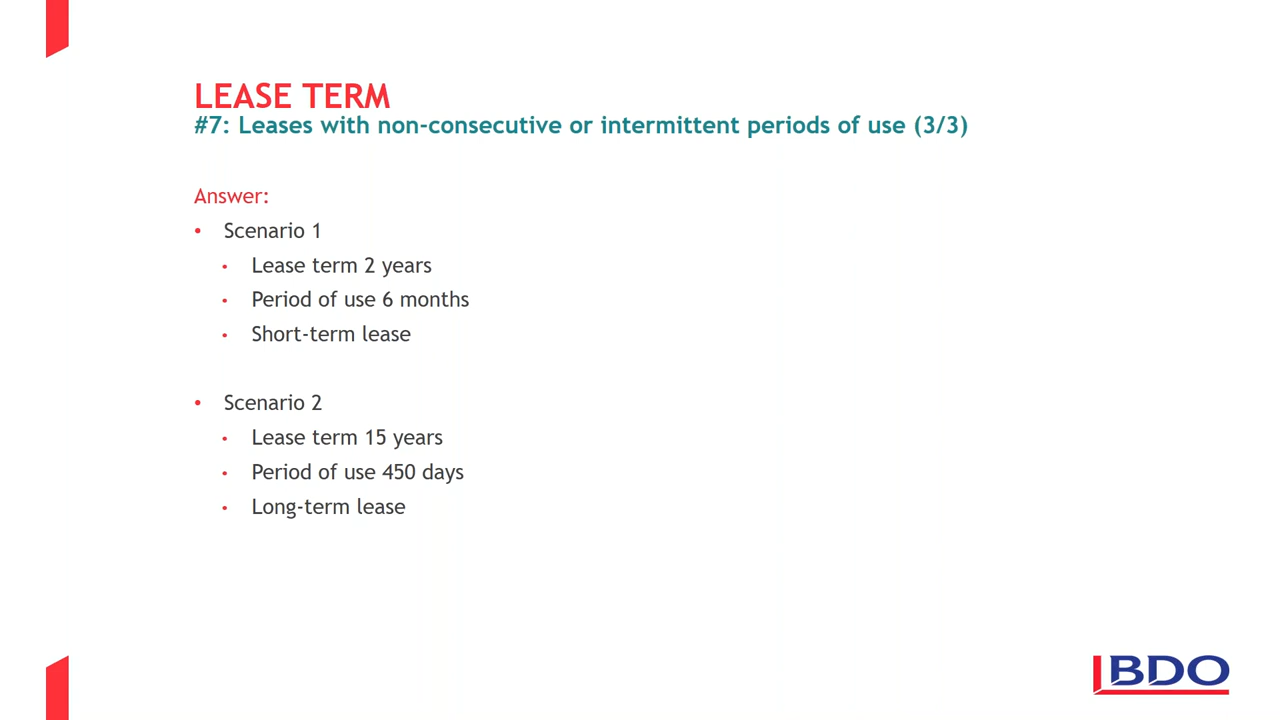 LEASE TERM
#7: Leases with non-consecutive or intermittent periods of use (3/3)
Answer:
• Scenario 1
• Lease term 2 years
• Period of use 6 months
• Short-term lease
• Scenario 2
• Lease term 15 years
• Period of use 450 days
• Long-term lease
BDO